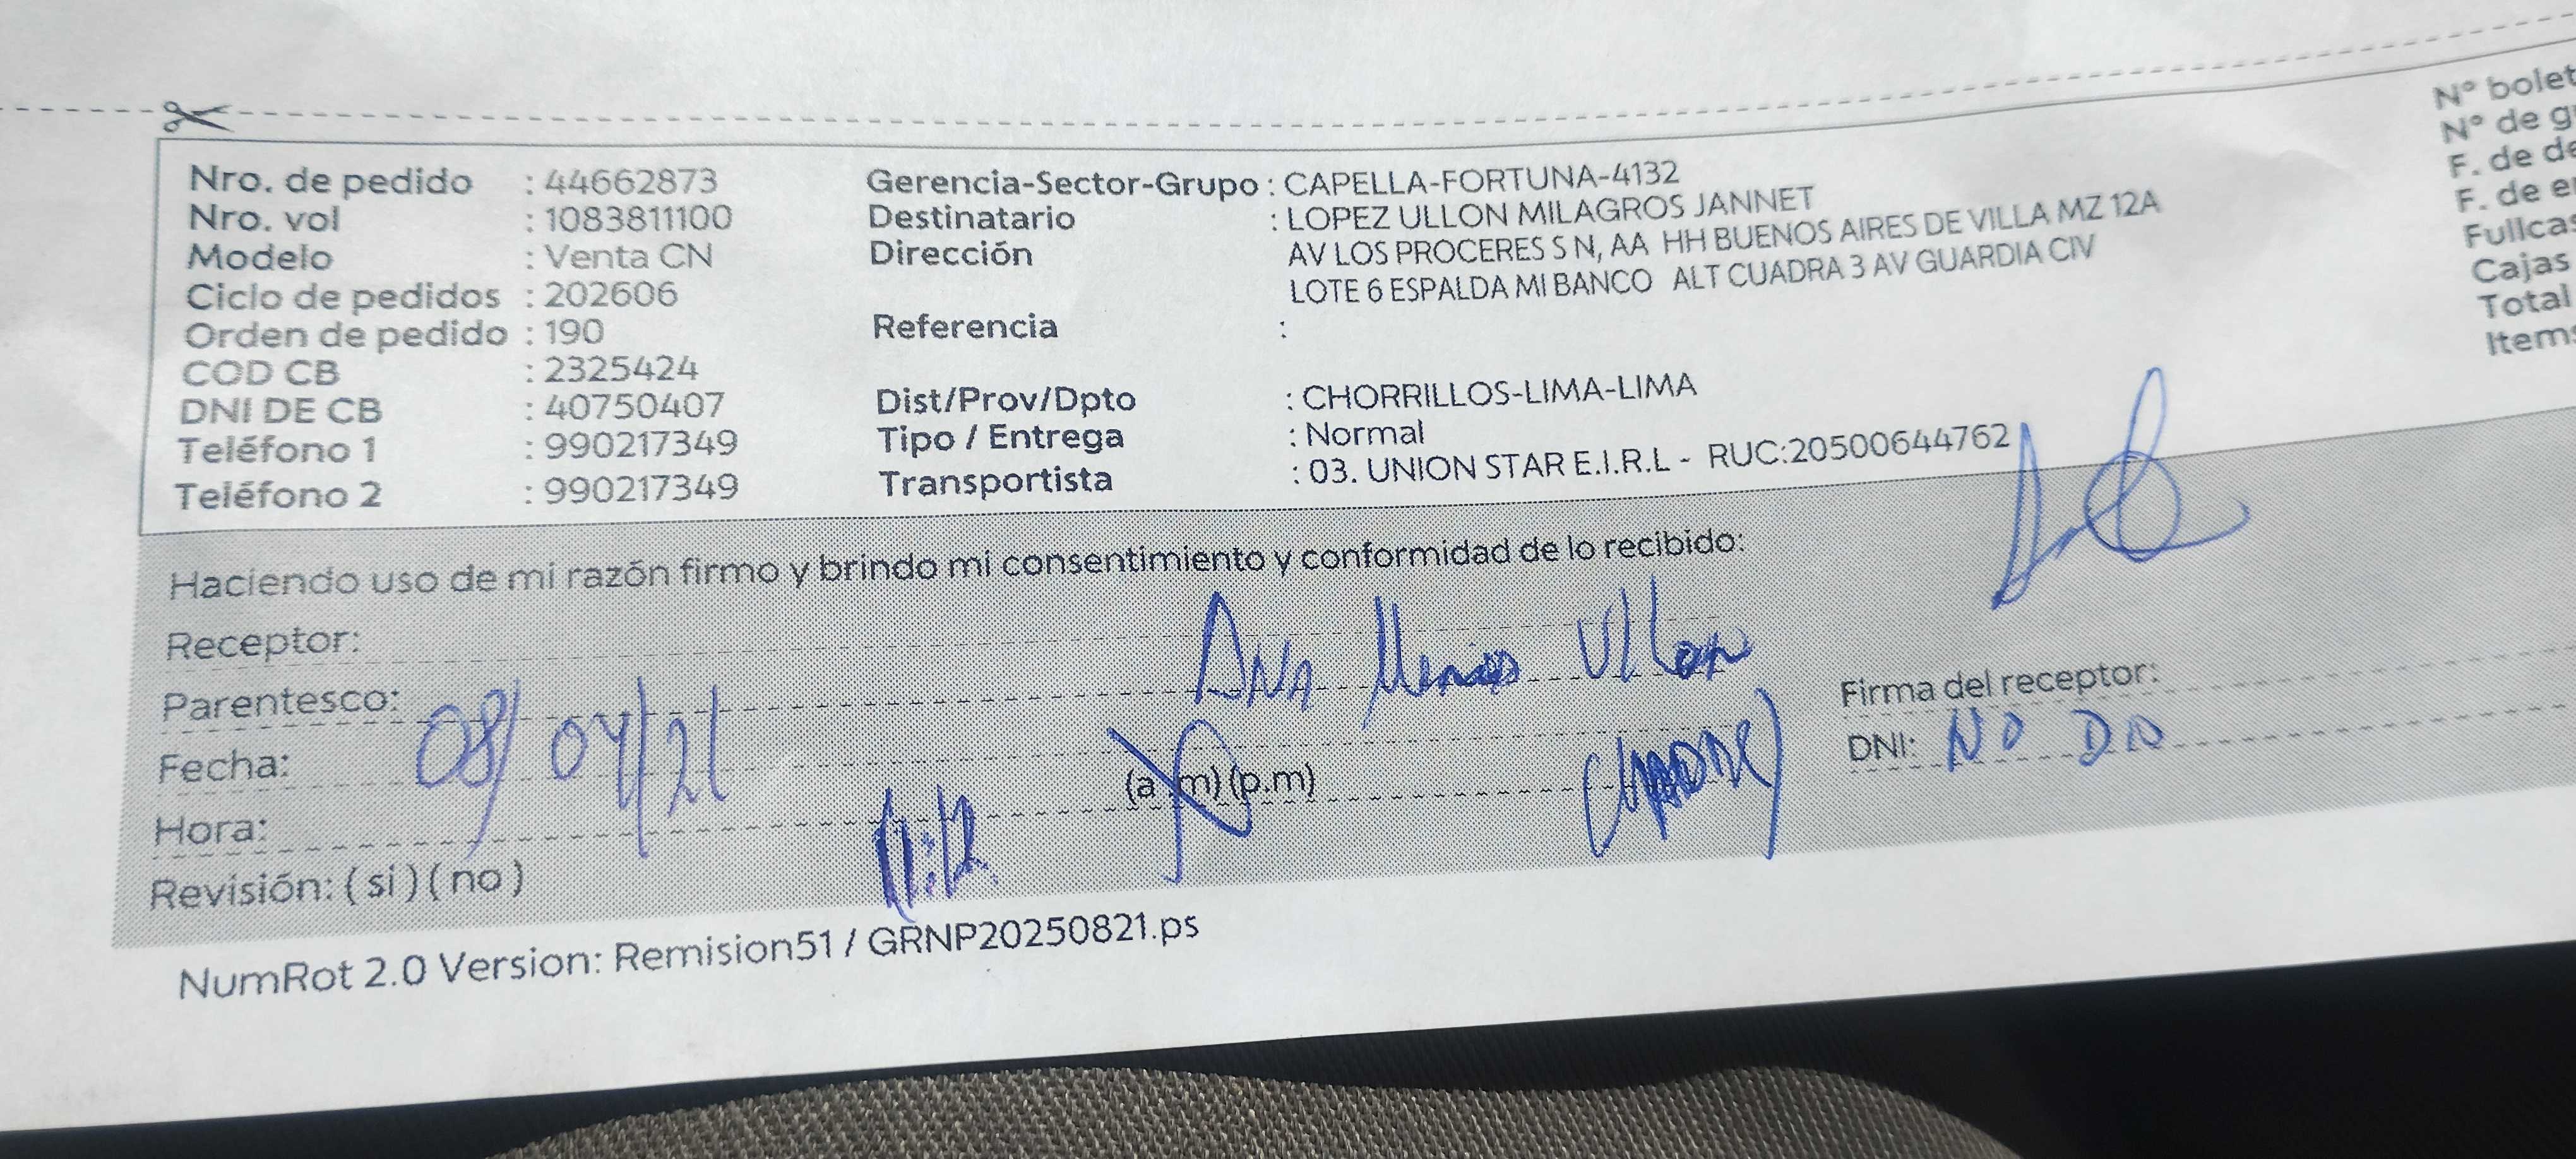 Nro. de pedido : 44662873
Nro. vol : 1083811100
Modelo : Venta CN
Ciclo de pedidos : 202606
Orden de pedido : 190
COD CB : 2325424
DNI DE CB : 40750407
Teléfono 1 : 990217349
Teléfono 2 : 990217349
Gerencia-Sector-Grupo : CAPELLA-FORTUNA-4132
Destinatario : LOPEZ ULLON MILAGROS JANNET
Dirección AV LOS PROCERES S N, AA HH BUENOS AIRES DE VILLA MZ 12A
LOTE 6 ESPALDA MI BANCO ALT CUADRA 3 AV GUARDIA CIV
Referencia :
Dist/Prov/Dpto : CHORRILLOS-LIMA-LIMA
Tipo / Entrega : Normal
Transportista : 03. UNION STAR E.I.R.L - RUC:20500644762
N° bolet
N° de g
F. de de
F. de e
Fullcas
Cajas
Total
Items
Haciendo uso de mi razón firmo y brindo mi consentimiento y conformidad de lo recibido:
Receptor: ANA Ullon
Parentesco: (MADRE)
Fecha: 08/04/26
Hora: 11:12 (a.m)(p.m)
Revisión: (si)(no)
Firma del receptor:
DNI: NO DIO
NumRot 2.0 Version: Remision51 / GRNP20250821.ps